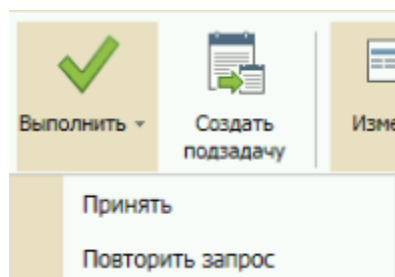 Выполнить
Создать
подзадачу
Принять
Повторить запрос